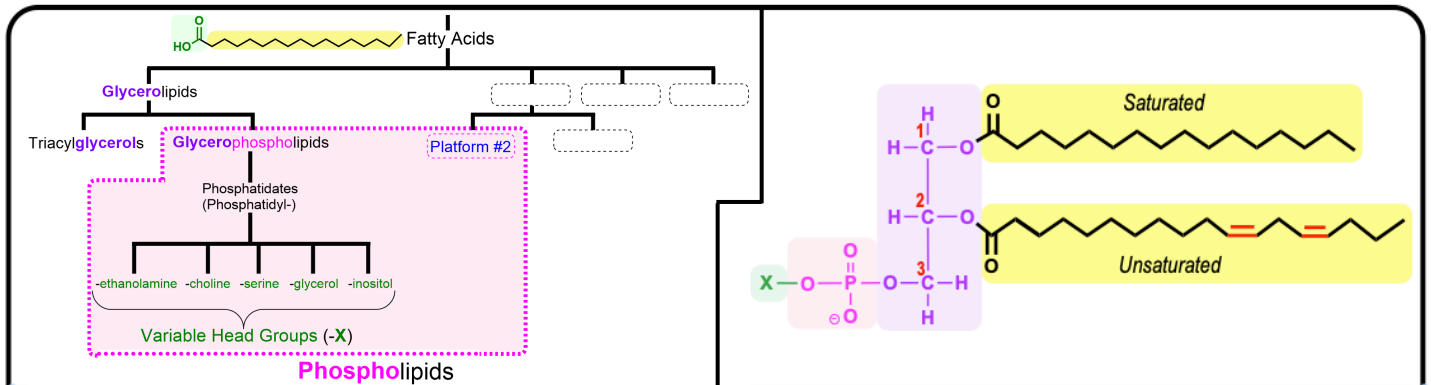 O
HO
Fatty Acids
Glycerolipids
Triacylglycerols
Glycerophospholipids
Platform #2
Phosphatidates
(Phosphatidyl-)
-ethanolamine -choline -serine -glycerol -inositol
Variable Head Groups (-X)
Phospholipids
O
Saturated
H
1
H C O
2
H C O
O
Unsaturated
O
3
X O P O C H
⊖O
H